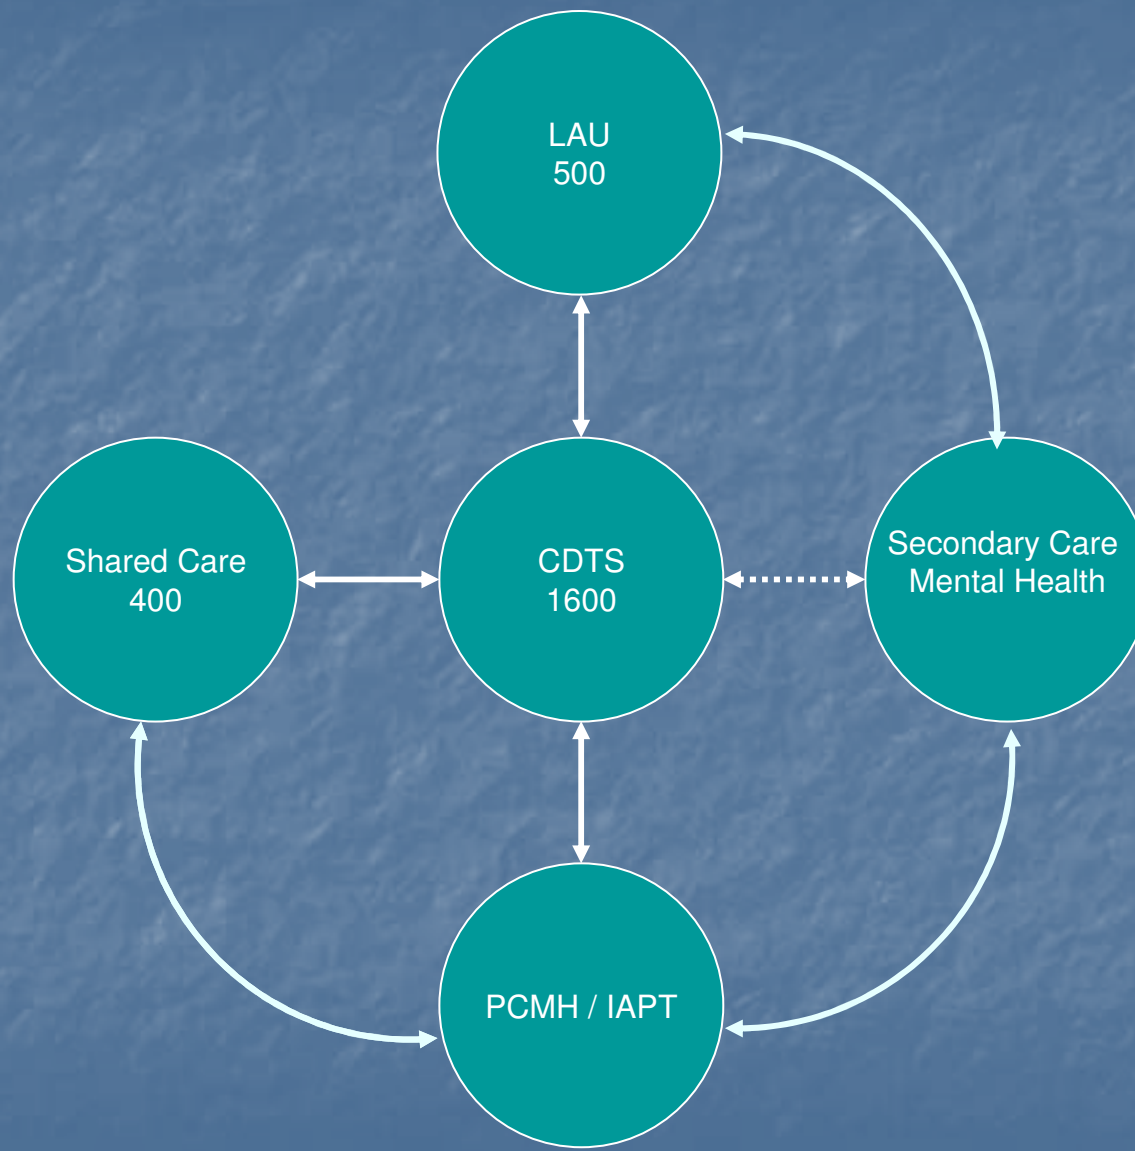 LAU
500
Shared Care
400
CDTS
1600
Secondary Care
Mental Health
PCMH / IAPT